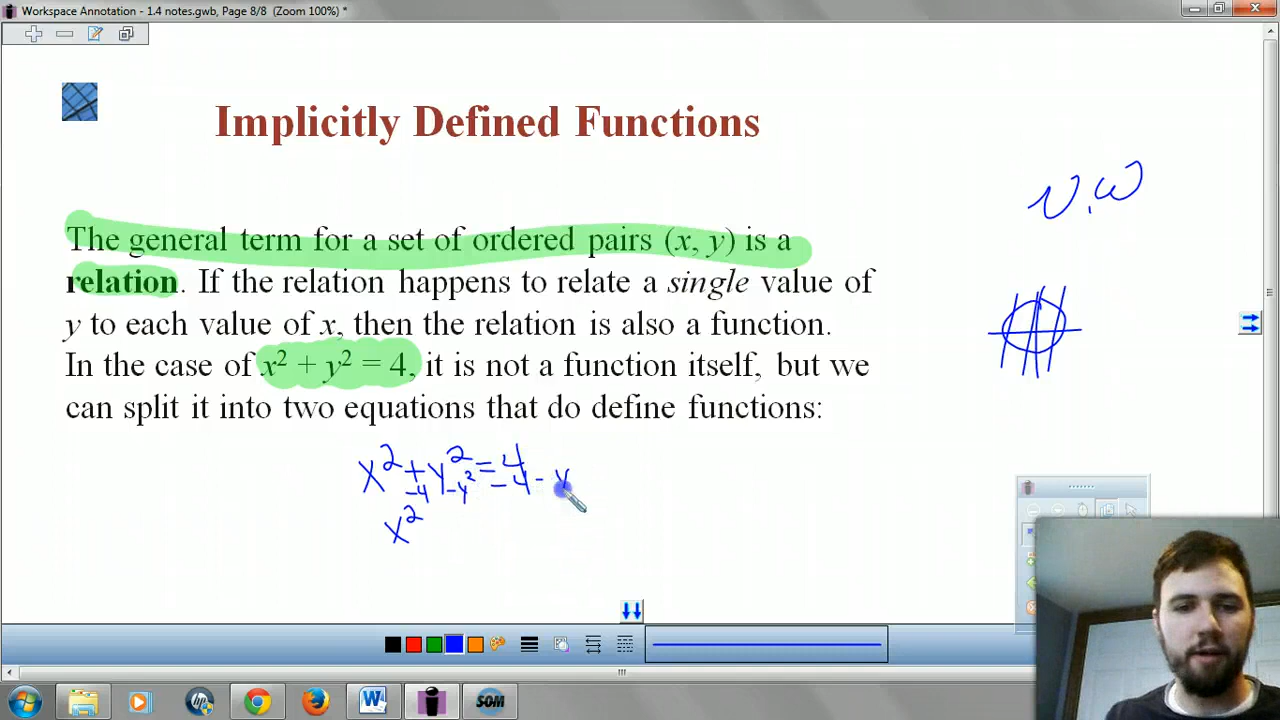 Workspace Annotation - 1.4 notes.gwb, Page 8/8 (Zoom 100%) *
Implicitly Defined Functions
The general term for a set of ordered pairs (x, y) is a
relation. If the relation happens to relate a single value of
y to each value of x, then the relation is also a function.
In the case of x² + y² = 4, it is not a function itself, but we
can split it into two equations that do define functions:
x² + y² = 4
-4 -y² -4 - y
x²
SOM